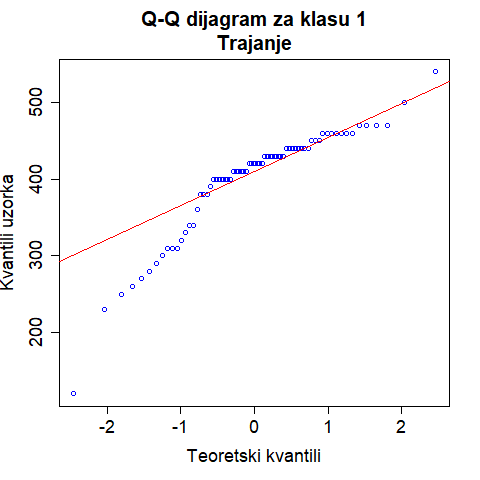 Q-Q dijagram za klasu 1
Trajanje
Kvantili uzorka
500
400
300
200
-2
-1
0
1
2
Teoretski kvantili